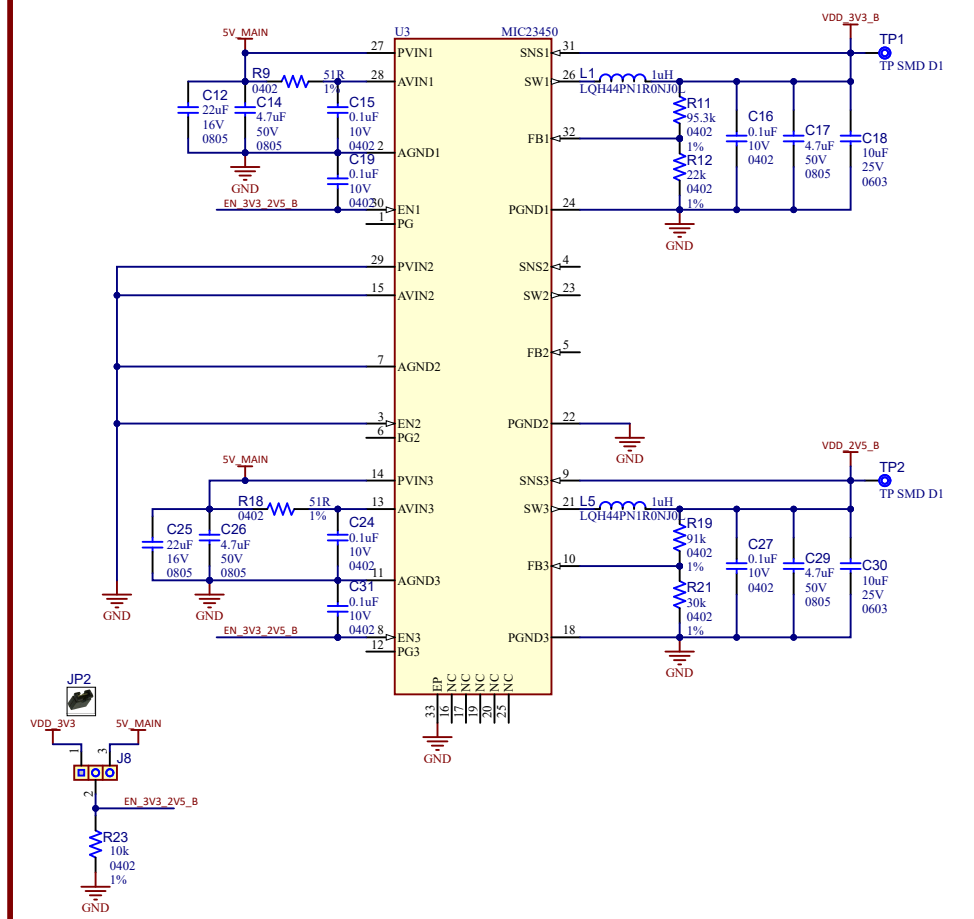 U3
MIC23450
5V_MAIN
VDD_3V3_B
27
PVIN1
SNS1
31
TP1
TP SMD D1
R9
0402
51R
1%
28
AVIN1
SW1
26
L1
1uH
LQH44PN1R0NJ0L
C12
22uF
16V
0805
C14
4.7uF
50V
0805
C15
0.1uF
10V
0402
R11
95.3k
0402
1%
C16
0.1uF
10V
0402
C17
4.7uF
50V
0805
C18
10uF
25V
0603
FB1
32
2
AGND1
R12
22k
0402
1%
GND
C19
0.1uF
10V
0402
EN_3V3_2V5_B
30
EN1
PGND1
24
1
PG
GND
29
PVIN2
SNS2
4
15
AVIN2
SW2
23
FB2
5
7
AGND2
3
EN2
PGND2
22
6
PG2
GND
5V_MAIN
VDD_2V5_B
14
PVIN3
SNS3
9
TP2
TP SMD D1
R18
0402
51R
1%
13
AVIN3
SW3
21
L5
1uH
LQH44PN1R0NJ0L
C25
22uF
16V
0805
C26
4.7uF
50V
0805
C24
0.1uF
10V
0402
R19
91k
0402
1%
C27
0.1uF
10V
0402
C29
4.7uF
50V
0805
C30
10uF
25V
0603
FB3
10
11
AGND3
R21
30k
0402
1%
GND
GND
C31
0.1uF
10V
0402
EN_3V3_2V5_B
8
EN3
PGND3
18
12
PG3
GND
EP
NC
NC
NC
NC
NC
33
16
17
19
20
25
GND
JP2
VDD_3V3
5V_MAIN
1
3
J8
2
EN_3V3_2V5_B
R23
10k
0402
1%
GND